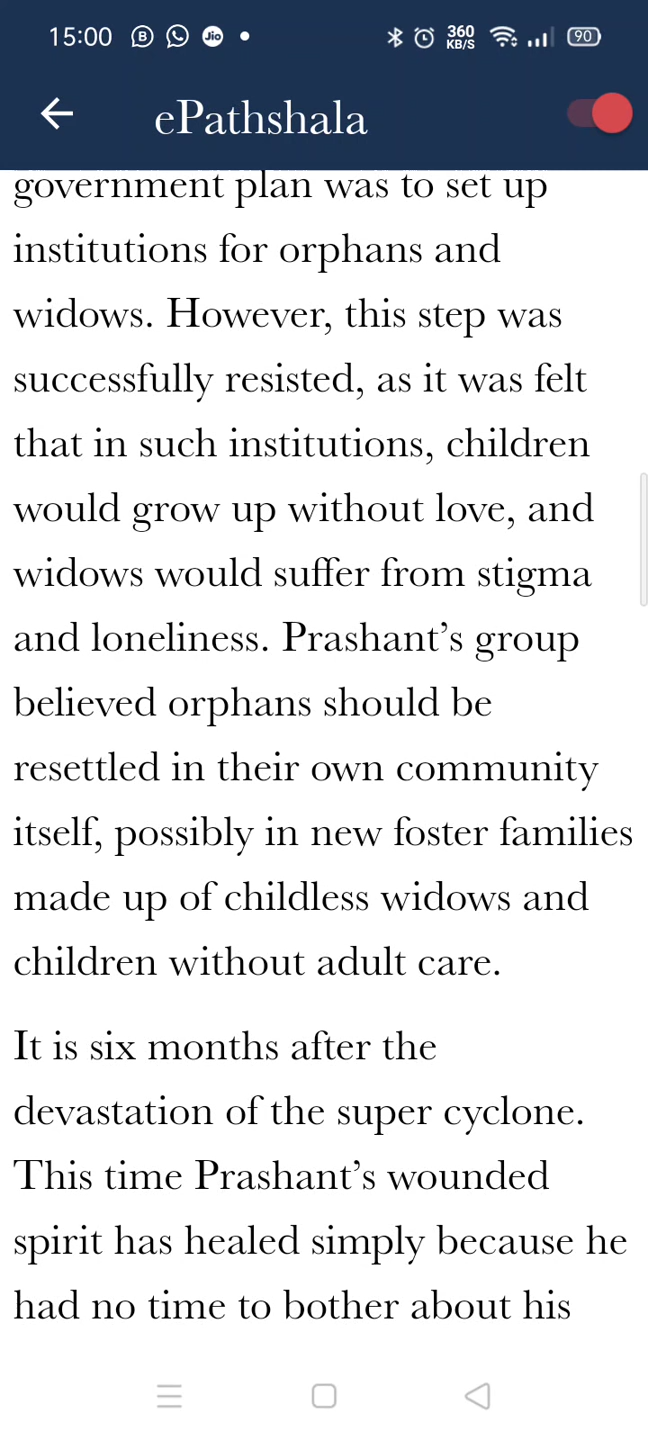 15:00 B Jio 360 KB/S 90
ePathshala
government plan was to set up
institutions for orphans and
widows. However, this step was
successfully resisted, as it was felt
that in such institutions, children
would grow up without love, and
widows would suffer from stigma
and loneliness. Prashant’s group
believed orphans should be
resettled in their own community
itself, possibly in new foster families
made up of childless widows and
children without adult care.
It is six months after the
devastation of the super cyclone.
This time Prashant’s wounded
spirit has healed simply because he
had no time to bother about his